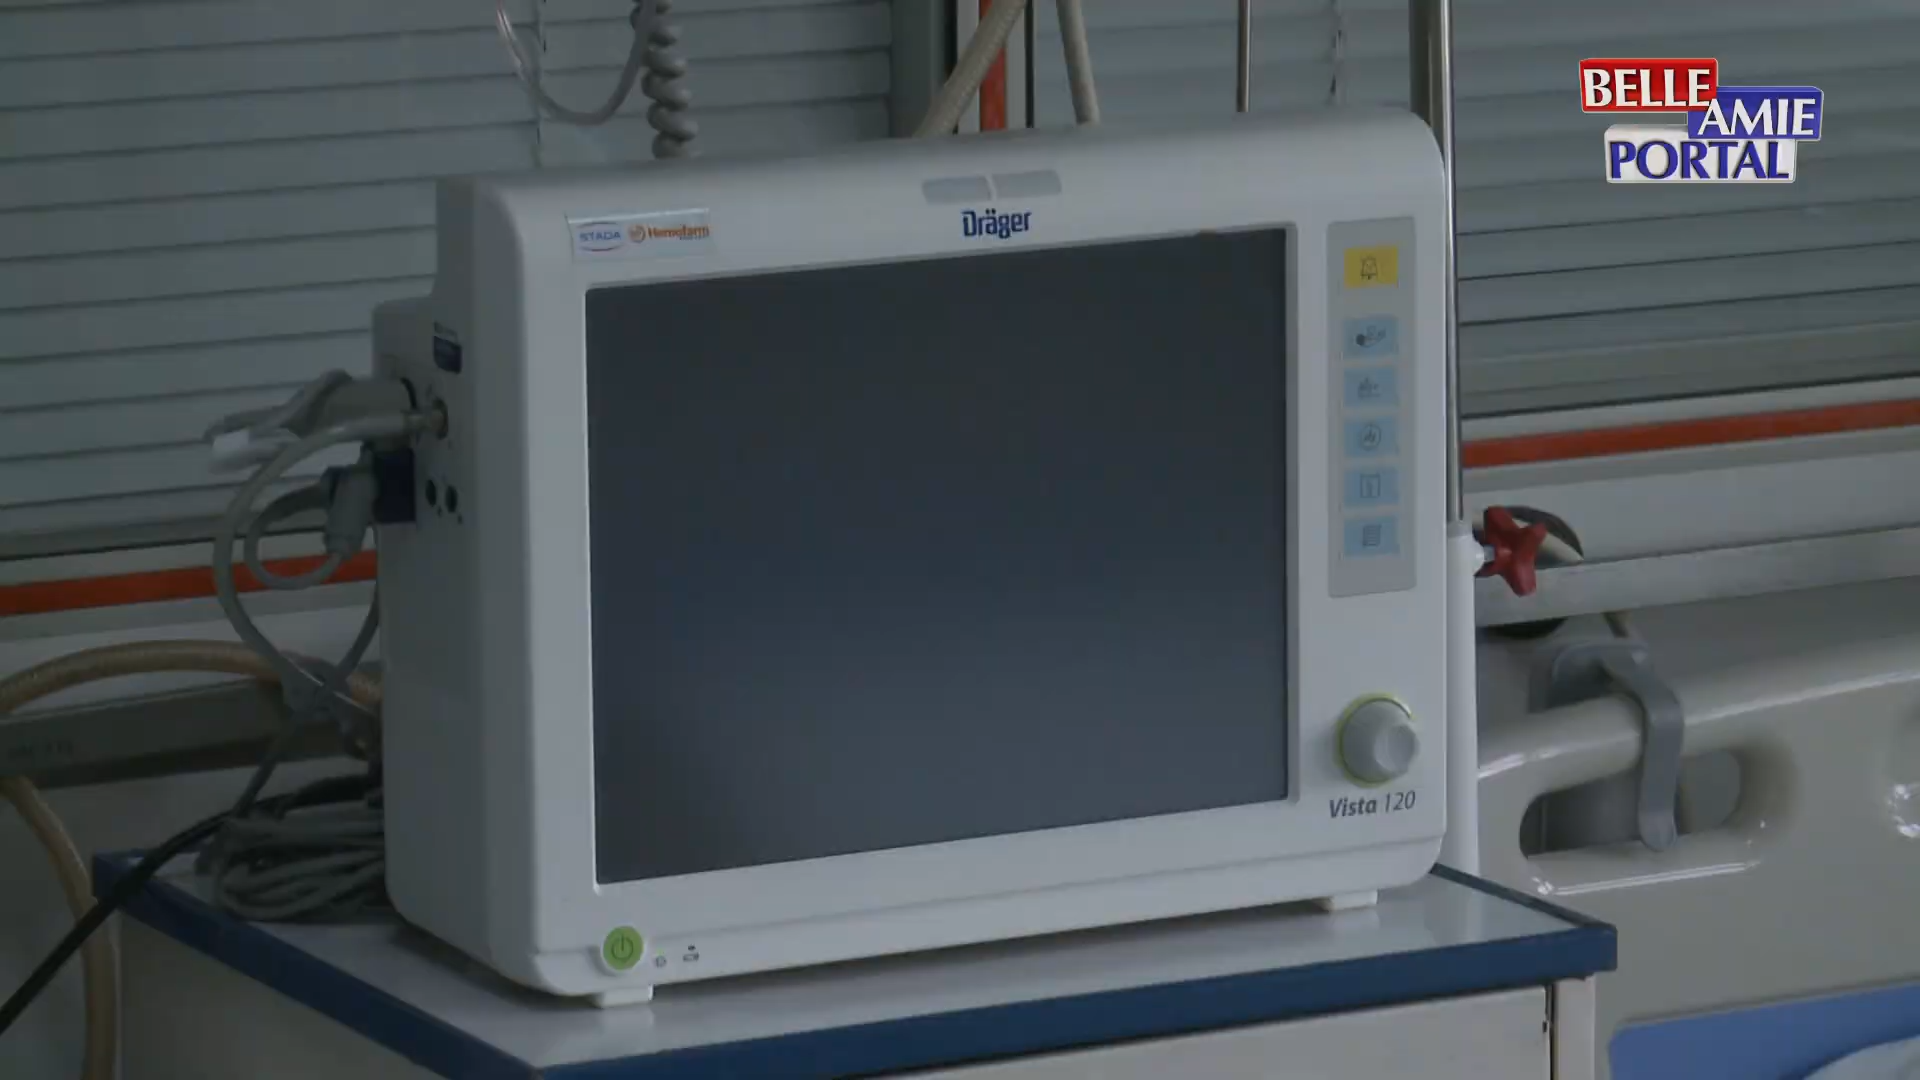 BELLE
AMIE
PORTAL
Dräger
STADA Hemofarm
Vista 120